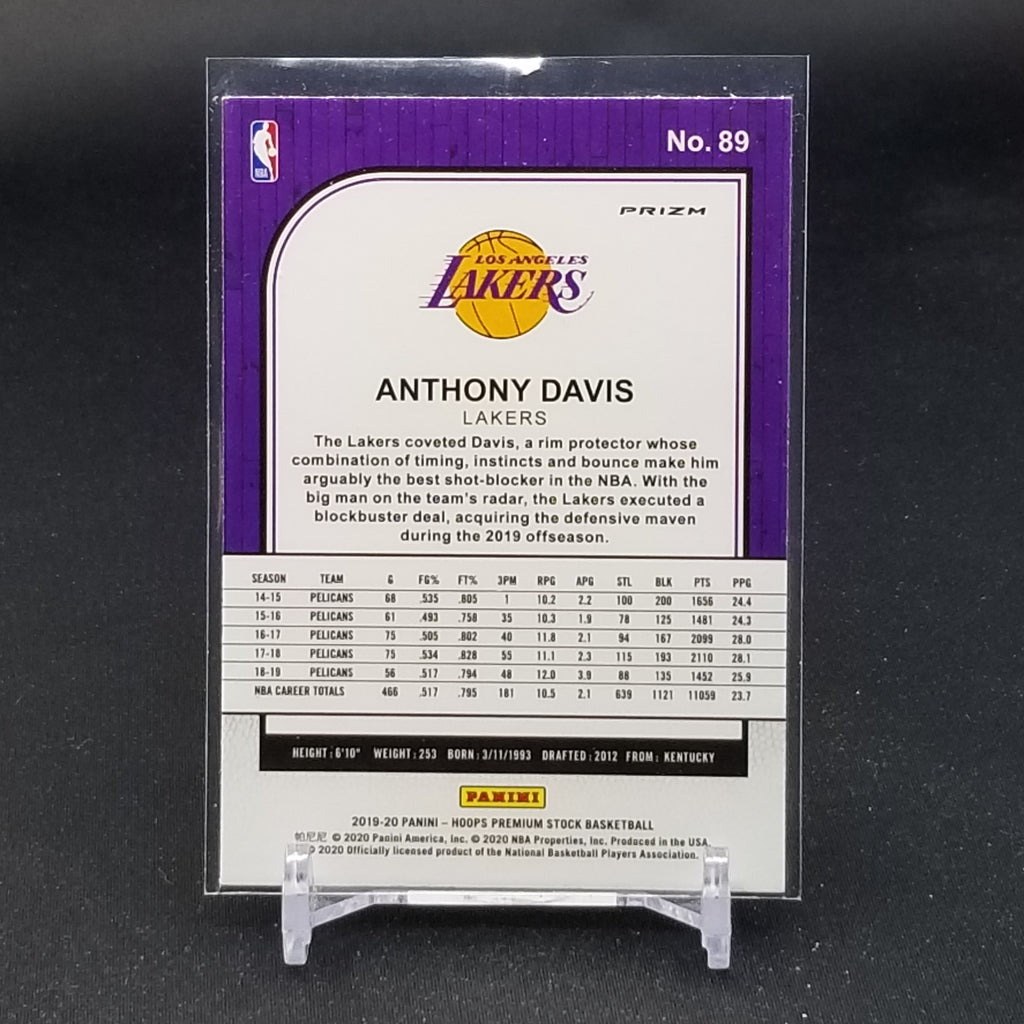 NBA
No. 89
PRIZM
LOS ANGELES
LAKERS
ANTHONY DAVIS
LAKERS
The Lakers coveted Davis, a rim protector whose
combination of timing, instincts and bounce make him
arguably the best shot-blocker in the NBA. With the
big man on the team's radar, the Lakers executed a
blockbuster deal, acquiring the defensive maven
during the 2019 offseason.
SEASON TEAM G FG% FT% 3PM RPG APG STL BLK PTS PPG
14-15 PELICANS 68 .535 .805 1 10.2 2.2 100 200 1656 24.4
15-16 PELICANS 61 .493 .758 35 10.3 1.9 78 125 1481 24.3
16-17 PELICANS 75 .505 .802 40 11.8 2.1 94 167 2099 28.0
17-18 PELICANS 75 .534 .828 55 11.1 2.3 115 193 2110 28.1
18-19 PELICANS 56 .517 .794 48 12.0 3.9 88 135 1452 25.9
NBA CAREER TOTALS 466 .517 .795 181 10.5 2.1 639 1121 11059 23.7
HEIGHT: 6'10" WEIGHT: 253 BORN: 3/11/1993 DRAFTED: 2012 FROM: KENTUCKY
PANINI
2019-20 PANINI – HOOPS PREMIUM STOCK BASKETBALL
帕尼尼 © 2020 Panini America, Inc. © 2020 NBA Properties, Inc. Produced in the USA.
2020 Officially licensed product of the National Basketball Players Association.